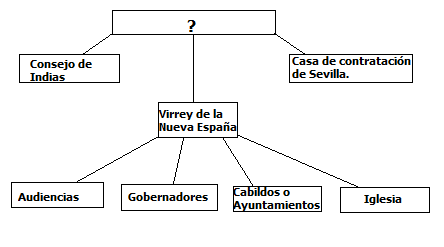 ?
Consejo de
Indias
Casa de contratación
de Sevilla.
Virrey de la
Nueva España
Audiencias
Gobernadores
Cabildos o
Ayuntamientos
Iglesia